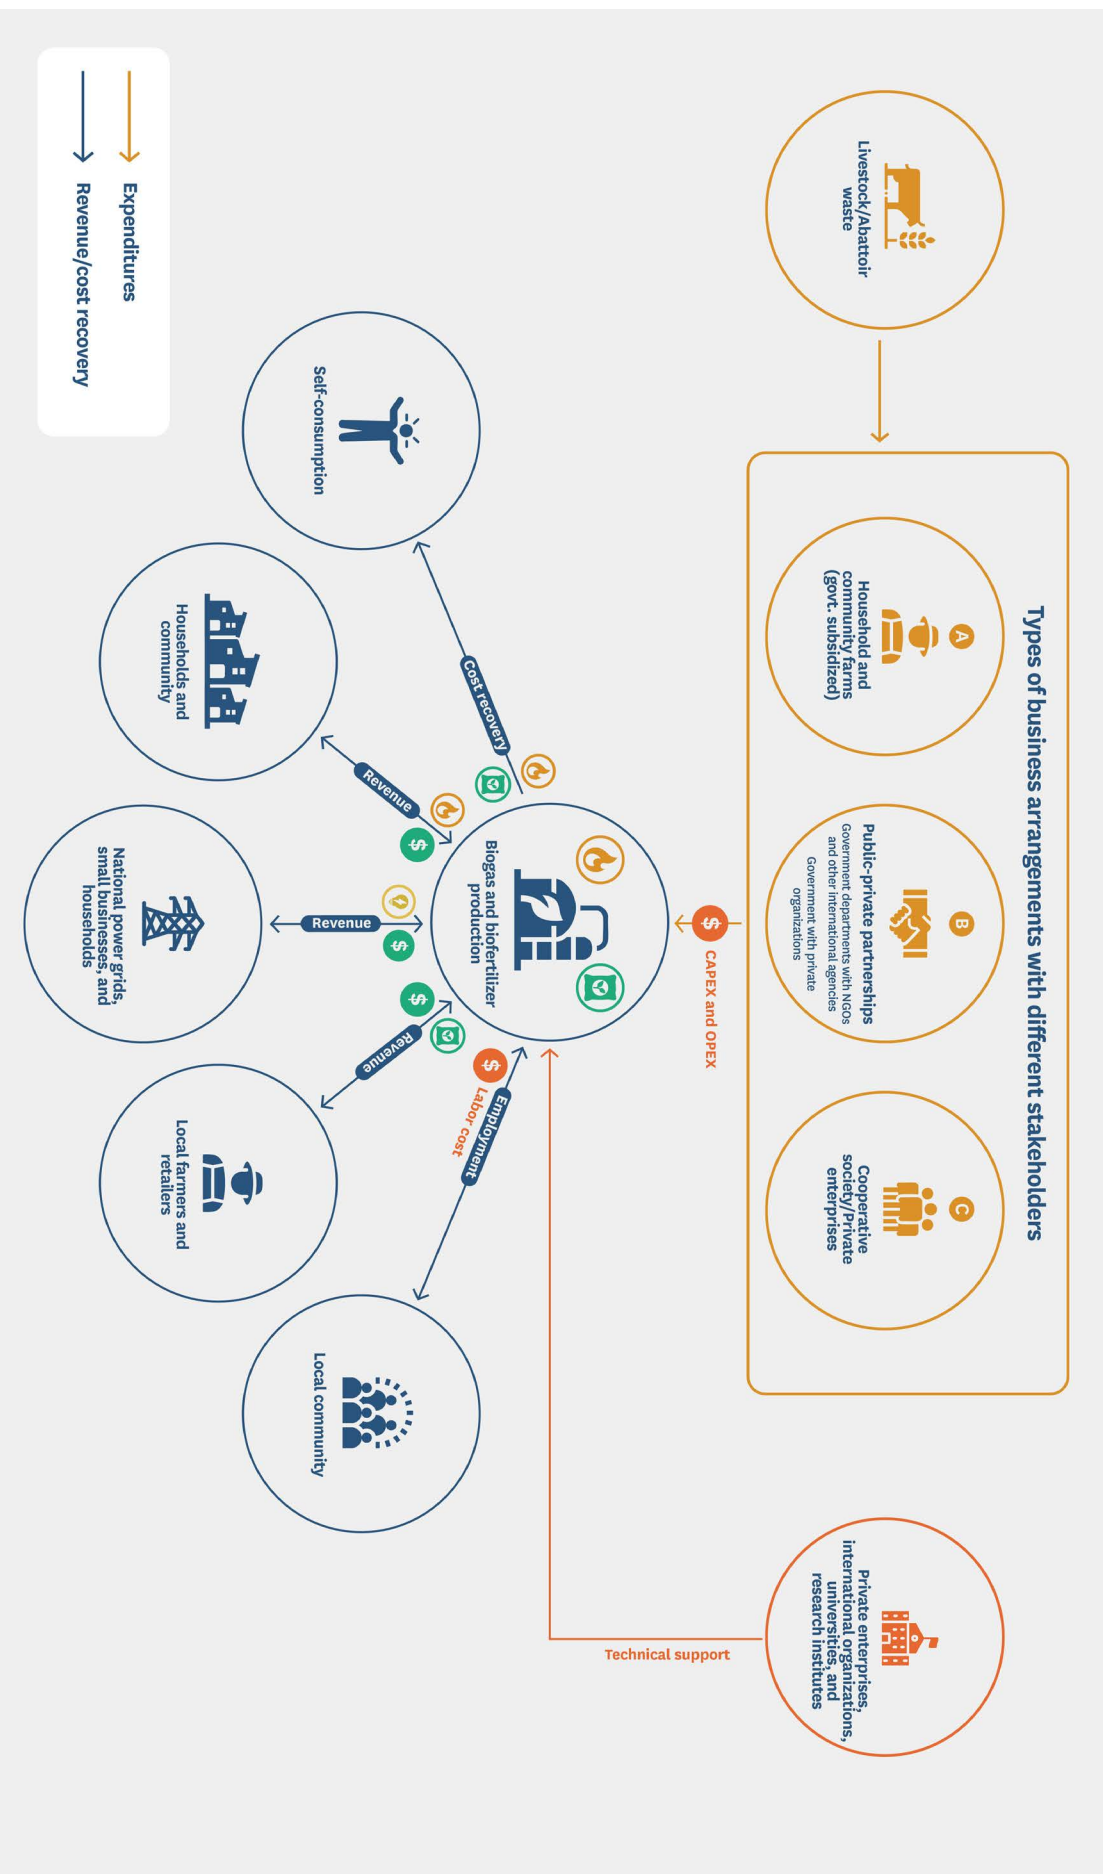 Types of business arrangements with different stakeholders
Livestock/Abattoir
waste
A
Household and
community farms
(govt. subsidized)
B
Public-private partnerships
Government departments with NGOs
and other international agencies
Government with private
organizations
C
Cooperative
society/Private
enterprises
Private enterprises,
international organizations,
universities, and
research institutes
$
CAPEX and OPEX
Technical support
Biogas and biofertilizer
production
Cost recovery
Revenue
$
Revenue
$
Revenue
$
Employment
$
Labor cost
Self-consumption
Households and
community
National power grids,
small businesses, and
households
Local farmers and
retailers
Local community
Expenditures
Revenue/cost recovery